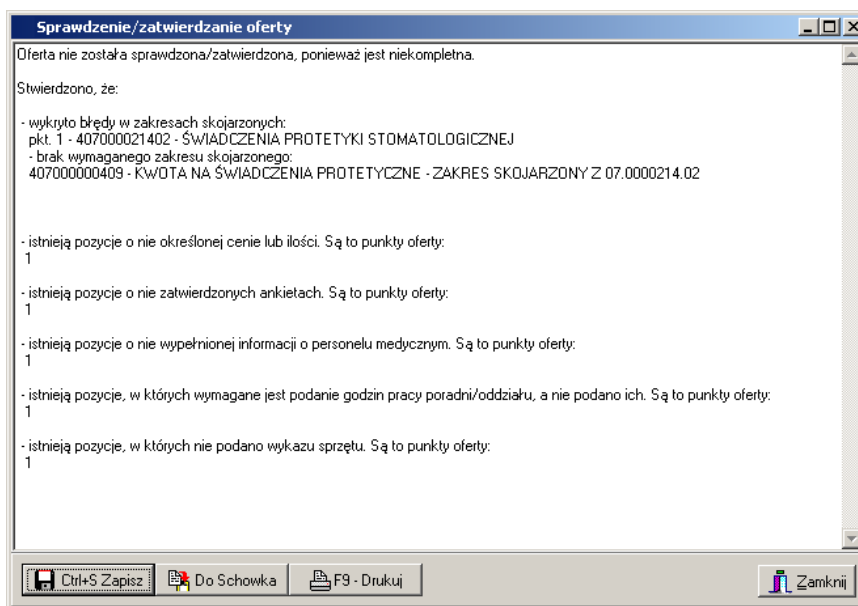 Sprawdzenie/zatwierdzanie oferty
Oferta nie została sprawdzona/zatwierdzona, ponieważ jest niekompletna.
Stwierdzono, że:
- wykryto błędy w zakresach skojarzonych:
pkt. 1 - 407000021402 - ŚWIADCZENIA PROTETYKI STOMATOLOGICZNEJ
- brak wymaganego zakresu skojarzonego:
407000000409 - KWOTA NA ŚWIADCZENIA PROTETYCZNE - ZAKRES SKOJARZONY Z 07.0000214.02
- istnieją pozycje o nie określonej cenie lub ilości. Są to punkty oferty:
1
- istnieją pozycje o nie zatwierdzonych ankietach. Są to punkty oferty:
1
- istnieją pozycje o nie wypełnionej informacji o personelu medycznym. Są to punkty oferty:
1
- istnieją pozycje, w których wymagane jest podanie godzin pracy poradni/oddziału, a nie podano ich. Są to punkty oferty:
1
- istnieją pozycje, w których nie podano wykazu sprzętu. Są to punkty oferty:
1
Ctrl+S Zapisz Do Schowka F9 - Drukuj Zamknij